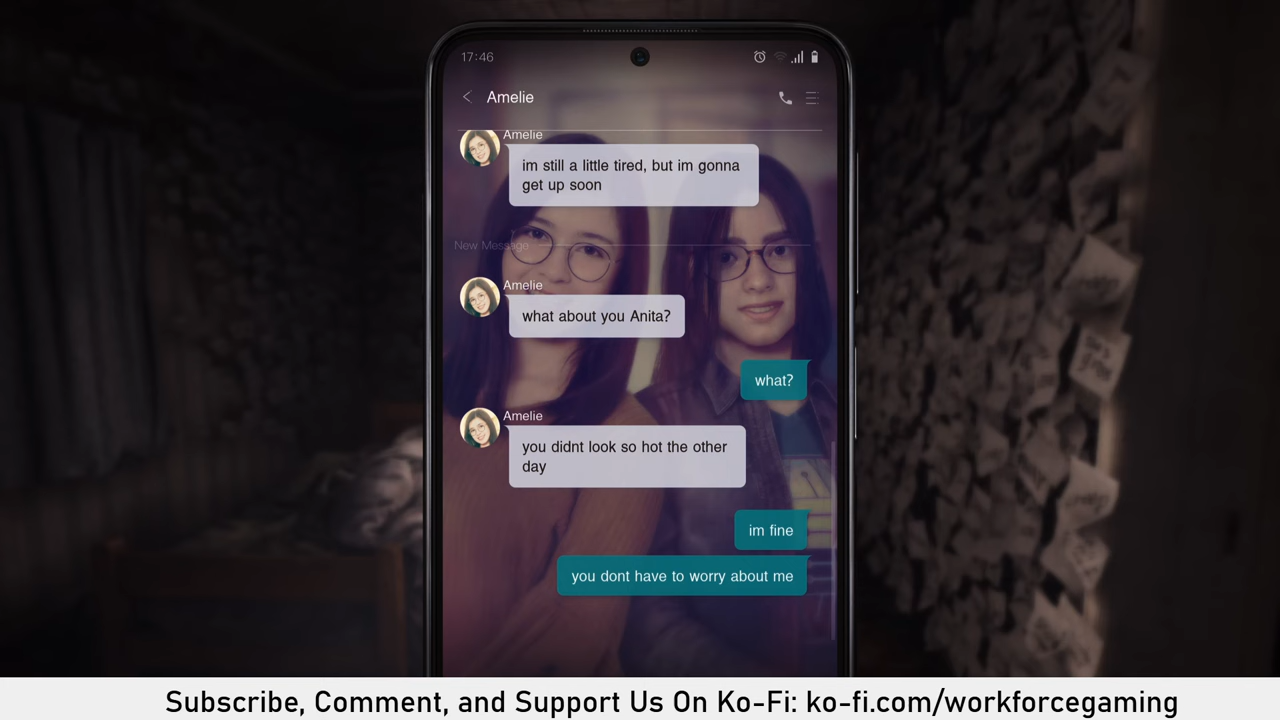 17:46
Amelie
Amelie
im still a little tired, but im gonna
get up soon
New Message
Amelie
what about you Anita?
what?
Amelie
you didnt look so hot the other
day
im fine
you dont have to worry about me
Subscribe, Comment, and Support Us On Ko-Fi: ko-fi.com/workforcegaming